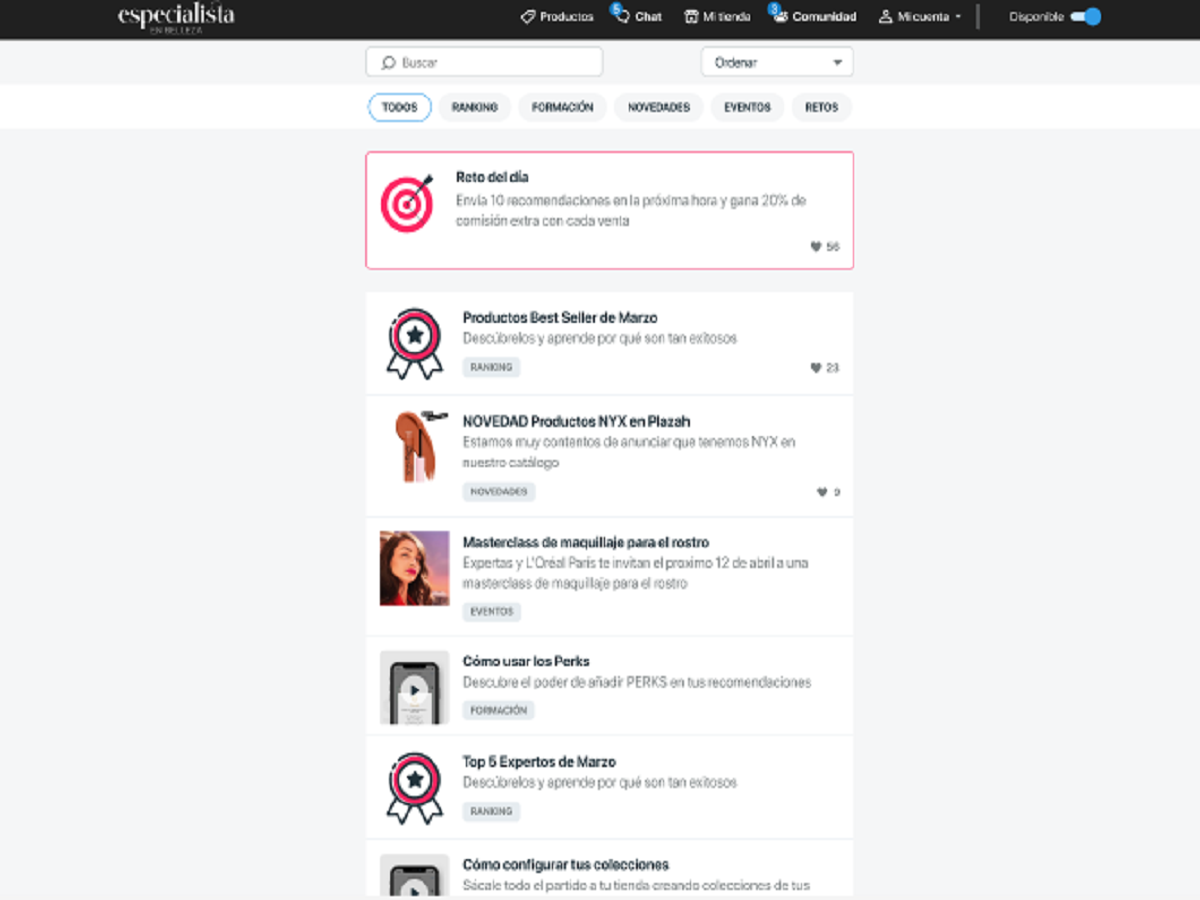 especialista
EN BELLEZA
Productos
5
Chat
Mi tienda
3
Comunidad
Mi cuenta
Disponible
Buscar
Ordenar
TODOS
RANKING
FORMACIÓN
NOVEDADES
EVENTOS
RETOS
Reto del día
Envía 10 recomendaciones en la próxima hora y gana 20% de
comisión extra con cada venta
56
Productos Best Seller de Marzo
Descúbrelos y aprende por qué son tan exitosos
RANKING
23
NOVEDAD Productos NYX en Plazah
Estamos muy contentos de anunciar que tenemos NYX en
nuestro catálogo
NOVEDADES
Masterclass de maquillaje para el rostro
Expertas y L'Oréal Paris te invitan el proximo 12 de abril a una
masterclass de maquillaje para el rostro
EVENTOS
Cómo usar los Perks
Descubre el poder de añadir PERKS en tus recomendaciones
FORMACIÓN
Top 5 Expertos de Marzo
Descúbrelos y aprende por qué son tan exitosos
RANKING
Cómo configurar tus colecciones
Sácale todo el partido a tu tienda creando colecciones de tus